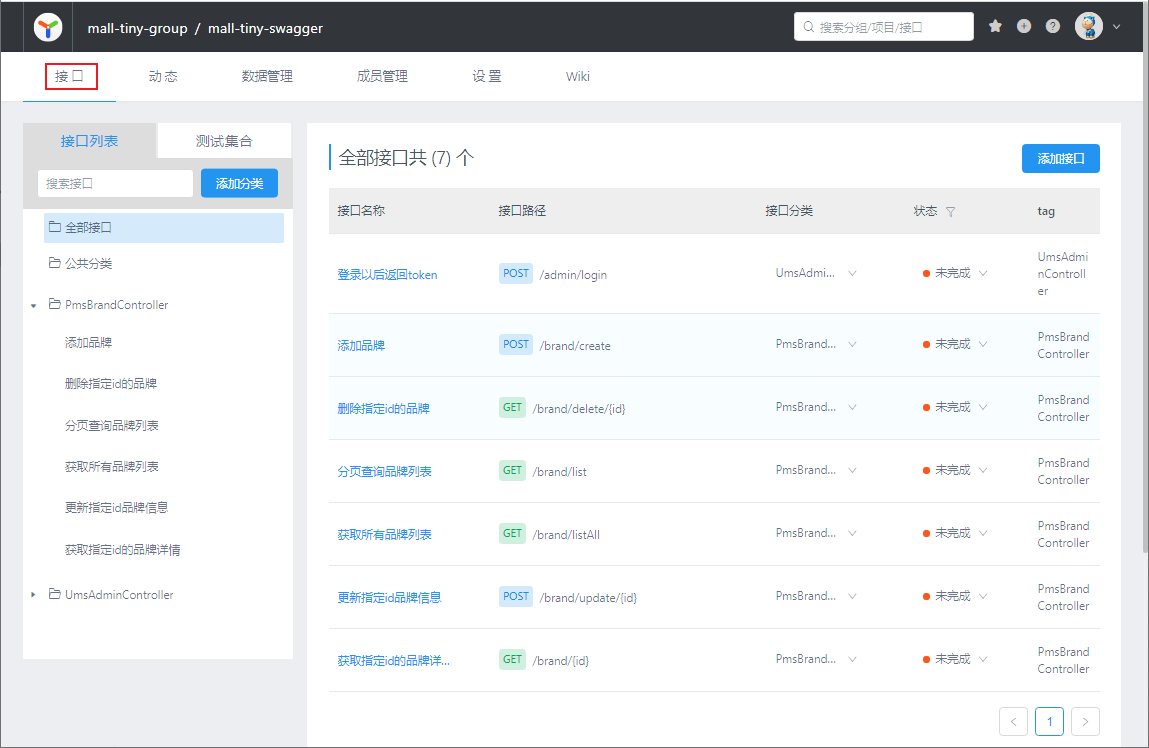 mall-tiny-group / mall-tiny-swagger
搜索分组/项目/接口
接口 动态 数据管理 成员管理 设置 Wiki
接口列表 测试集合
搜索接口 添加分类
全部接口
公共分类
PmsBrandController
添加品牌
删除指定id的品牌
分页查询品牌列表
获取所有品牌列表
更新指定id品牌信息
获取指定id的品牌详情
UmsAdminController
全部接口共 (7) 个 添加接口
接口名称 接口路径 接口分类 状态 tag
登录以后返回token POST /admin/login UmsAdmi... 未完成 UmsAdmi
nControll
er
添加品牌 POST /brand/create PmsBrand... 未完成 PmsBrand
Controller
删除指定id的品牌 GET /brand/delete/{id} PmsBrand... 未完成 PmsBrand
Controller
分页查询品牌列表 GET /brand/list PmsBrand... 未完成 PmsBrand
Controller
获取所有品牌列表 GET /brand/listAll PmsBrand... 未完成 PmsBrand
Controller
更新指定id品牌信息 POST /brand/update/{id} PmsBrand... 未完成 PmsBrand
Controller
获取指定id的品牌详... GET /brand/{id} PmsBrand... 未完成 PmsBrand
Controller
< 1 >